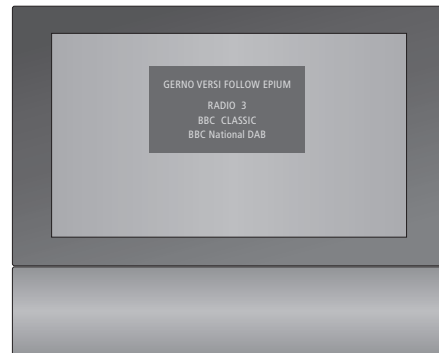 GERNO VERSI FOLLOW EPIUM
RADIO 3
BBC CLASSIC
BBC National DAB